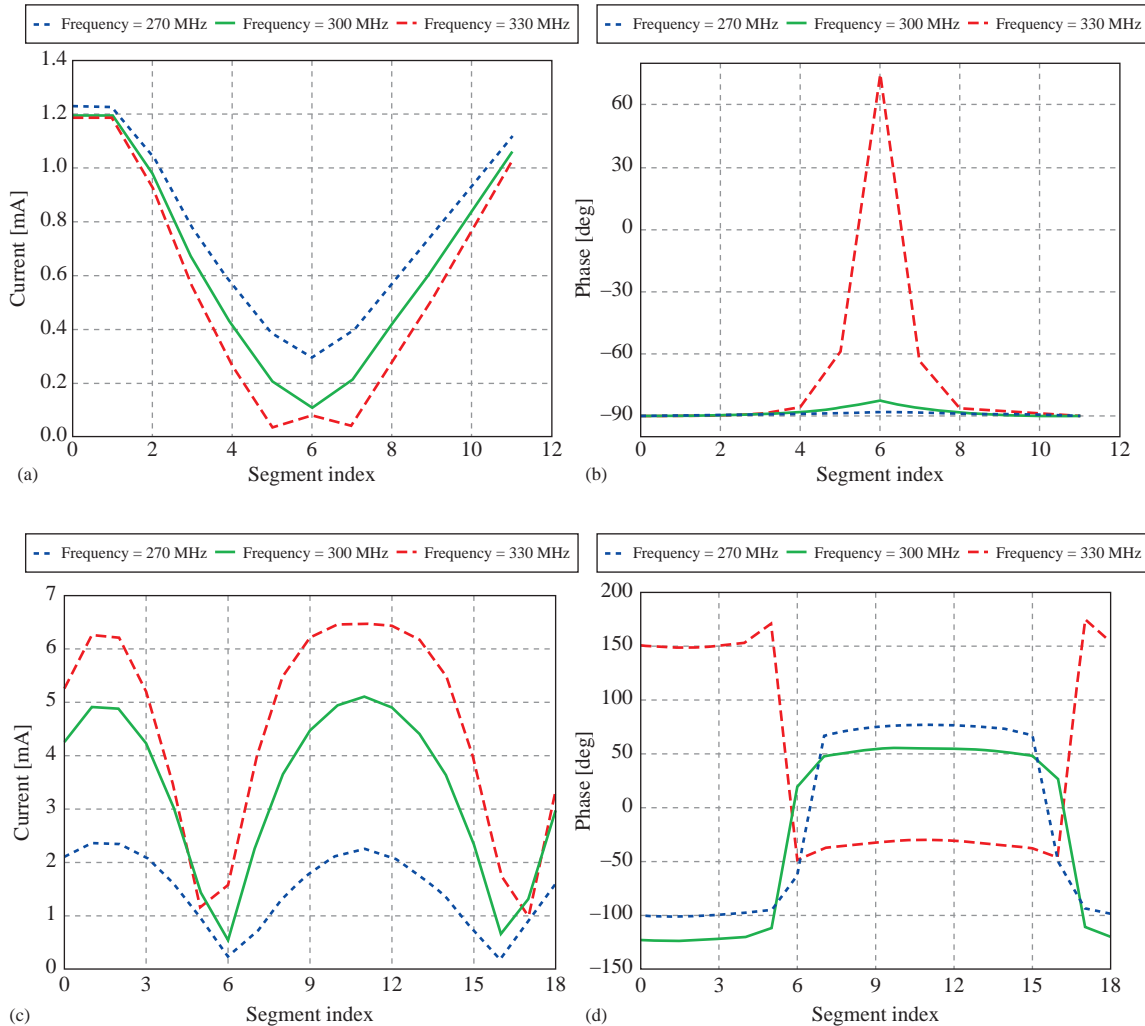 Frequency = 270 MHz Frequency = 300 MHz Frequency = 330 MHz
1.4
1.2
1.0
0.8
0.6
0.4
0.2
0.0
Current [mA]
0 2 4 6 8 10 12
Segment index
(a)
Frequency = 270 MHz Frequency = 300 MHz Frequency = 330 MHz
60
30
0
−30
−60
−90
Phase [deg]
0 2 4 6 8 10 12
Segment index
(b)
Frequency = 270 MHz Frequency = 300 MHz Frequency = 330 MHz
7
6
5
4
3
2
1
0
Current [mA]
0 3 6 9 12 15 18
Segment index
(c)
Frequency = 270 MHz Frequency = 300 MHz Frequency = 330 MHz
200
150
100
50
0
−50
−100
−150
Phase [deg]
0 3 6 9 12 15 18
Segment index
(d)